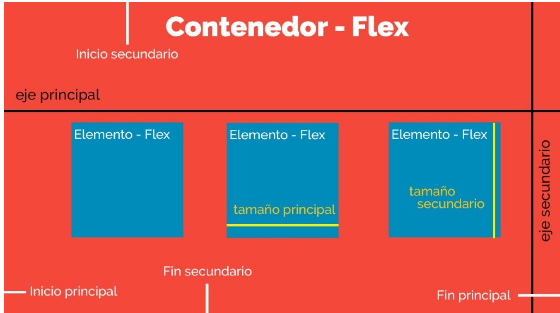 Contenedor - Flex
Inicio secundario
eje principal
Elemento - Flex
Elemento - Flex
Elemento - Flex
tamaño principal
tamaño
secundario
eje secundario
Inicio principal
Fin secundario
Fin principal